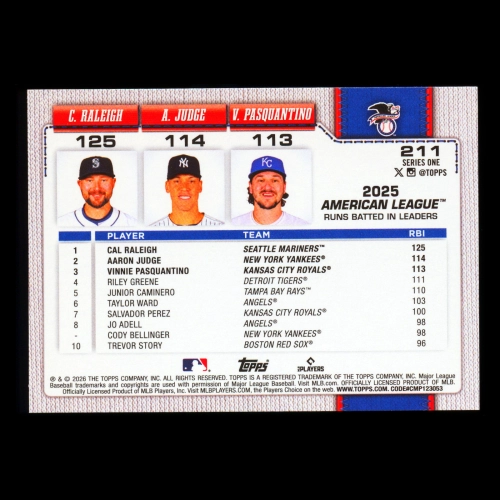 C. RALEIGH A. JUDGE V. PASQUANTINO
125 114 113
211
SERIES ONE
@TOPPS
2025
AMERICAN LEAGUE™
RUNS BATTED IN LEADERS
PLAYER TEAM RBI
1 CAL RALEIGH SEATTLE MARINERS™ 125
2 AARON JUDGE NEW YORK YANKEES® 114
3 VINNIE PASQUANTINO KANSAS CITY ROYALS® 113
4 RILEY GREENE DETROIT TIGERS® 111
5 JUNIOR CAMINERO TAMPA BAY RAYS™ 110
6 TAYLOR WARD ANGELS® 103
7 SALVADOR PEREZ KANSAS CITY ROYALS® 100
8 JO ADELL ANGELS® 98
- CODY BELLINGER NEW YORK YANKEES® 98
10 TREVOR STORY BOSTON RED SOX® 96
TOPPS PLAYERS
® & © 2026 THE TOPPS COMPANY, INC. ALL RIGHTS RESERVED. TOPPS IS A REGISTERED TRADEMARK OF THE TOPPS COMPANY, INC. Major League
Baseball trademarks and copyrights are used with permission of Major League Baseball. Visit MLB.com. OFFICIALLY LICENSED PRODUCT OF MLB.
OFFICIALLY LICENSED PRODUCT OF MLB Players, Inc. Visit MLBPLAYERS.COM, the Players Choice on the web. WWW.TOPPS.COM. CODE#CMP123053